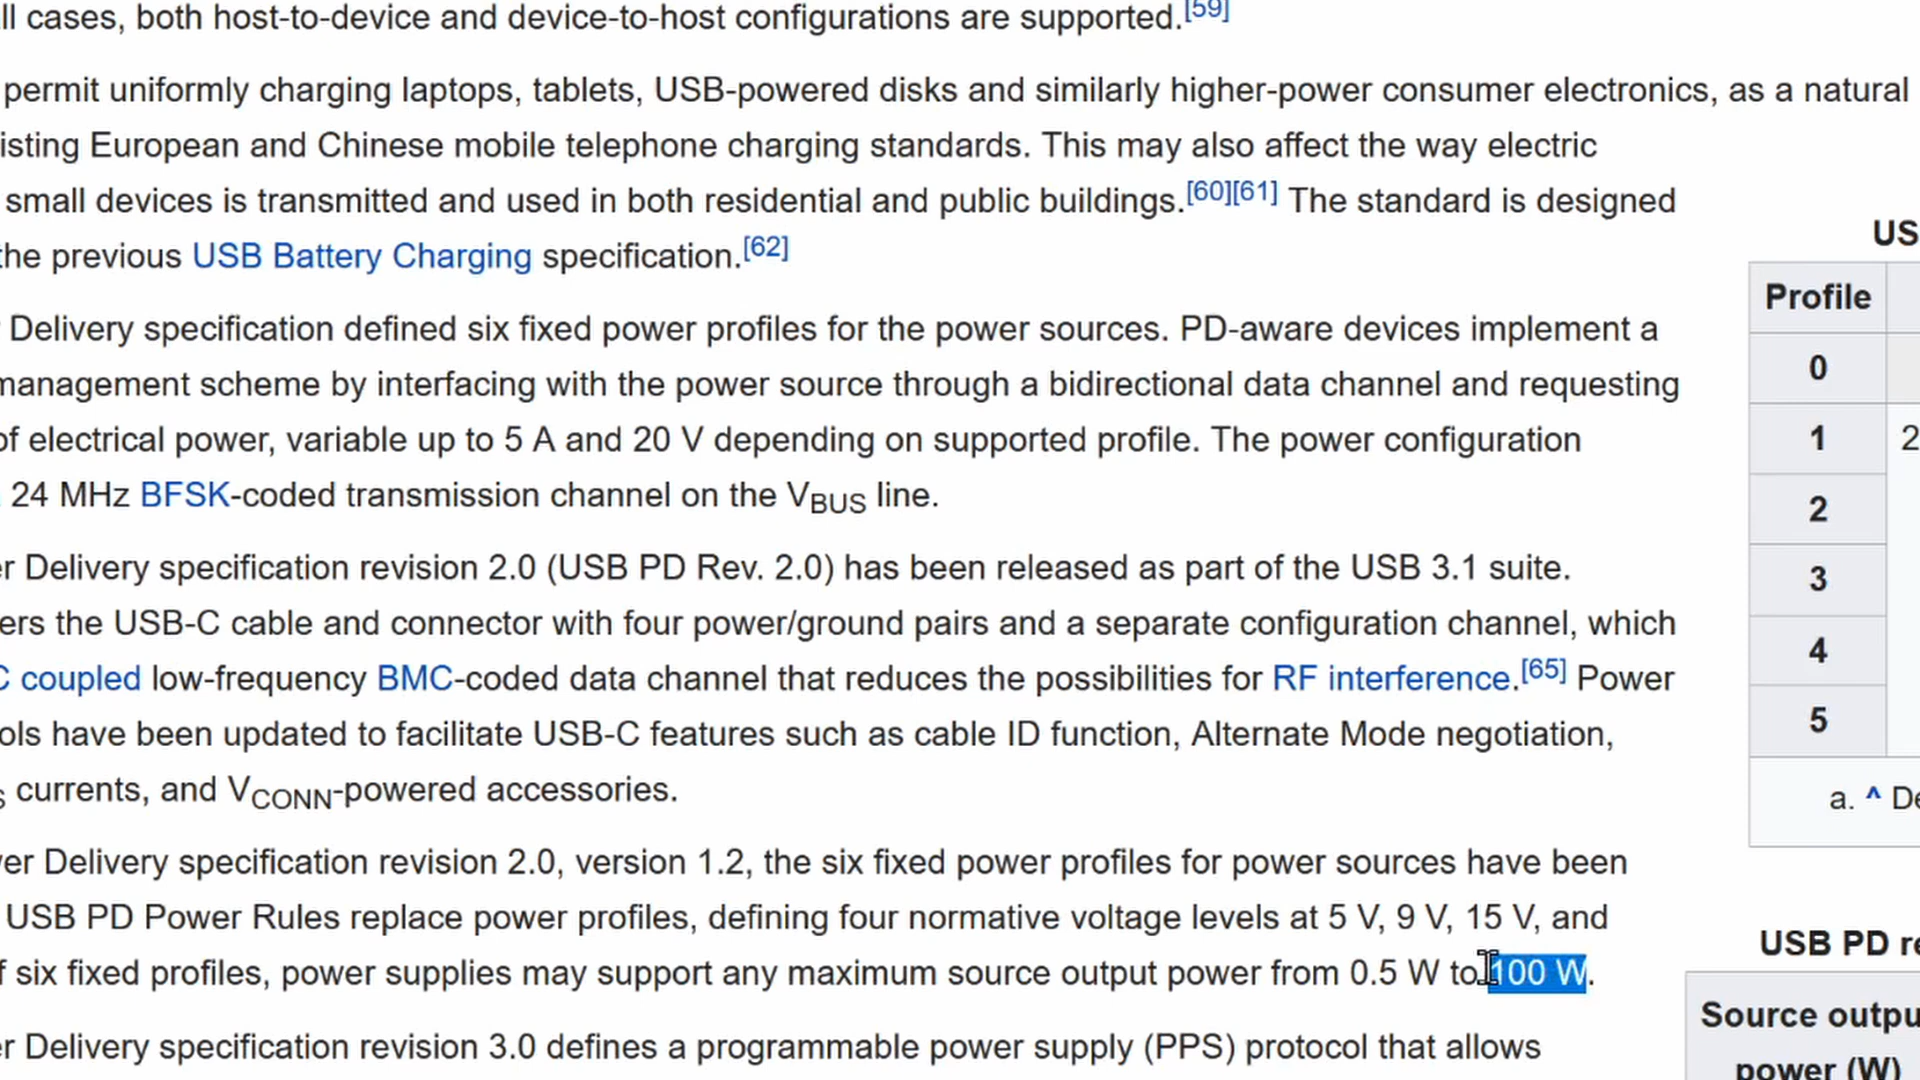 ll cases, both host-to-device and device-to-host configurations are supported.[59]
permit uniformly charging laptops, tablets, USB-powered disks and similarly higher-power consumer electronics, as a natural
isting European and Chinese mobile telephone charging standards. This may also affect the way electric
small devices is transmitted and used in both residential and public buildings.[60][61] The standard is designed
the previous USB Battery Charging specification.[62]
Delivery specification defined six fixed power profiles for the power sources. PD-aware devices implement a
management scheme by interfacing with the power source through a bidirectional data channel and requesting
of electrical power, variable up to 5 A and 20 V depending on supported profile. The power configuration
24 MHz BFSK-coded transmission channel on the VBUS line.
er Delivery specification revision 2.0 (USB PD Rev. 2.0) has been released as part of the USB 3.1 suite.
ers the USB-C cable and connector with four power/ground pairs and a separate configuration channel, which
C coupled low-frequency BMC-coded data channel that reduces the possibilities for RF interference.[65] Power
ols have been updated to facilitate USB-C features such as cable ID function, Alternate Mode negotiation,
S currents, and VCONN-powered accessories.
ver Delivery specification revision 2.0, version 1.2, the six fixed power profiles for power sources have been
USB PD Power Rules replace power profiles, defining four normative voltage levels at 5 V, 9 V, 15 V, and
f six fixed profiles, power supplies may support any maximum source output power from 0.5 W to 100 W.
er Delivery specification revision 3.0 defines a programmable power supply (PPS) protocol that allows
US
Profile
0
1 2
2
3
4
5
a. ^ De
USB PD re
Source outpu
power (W)